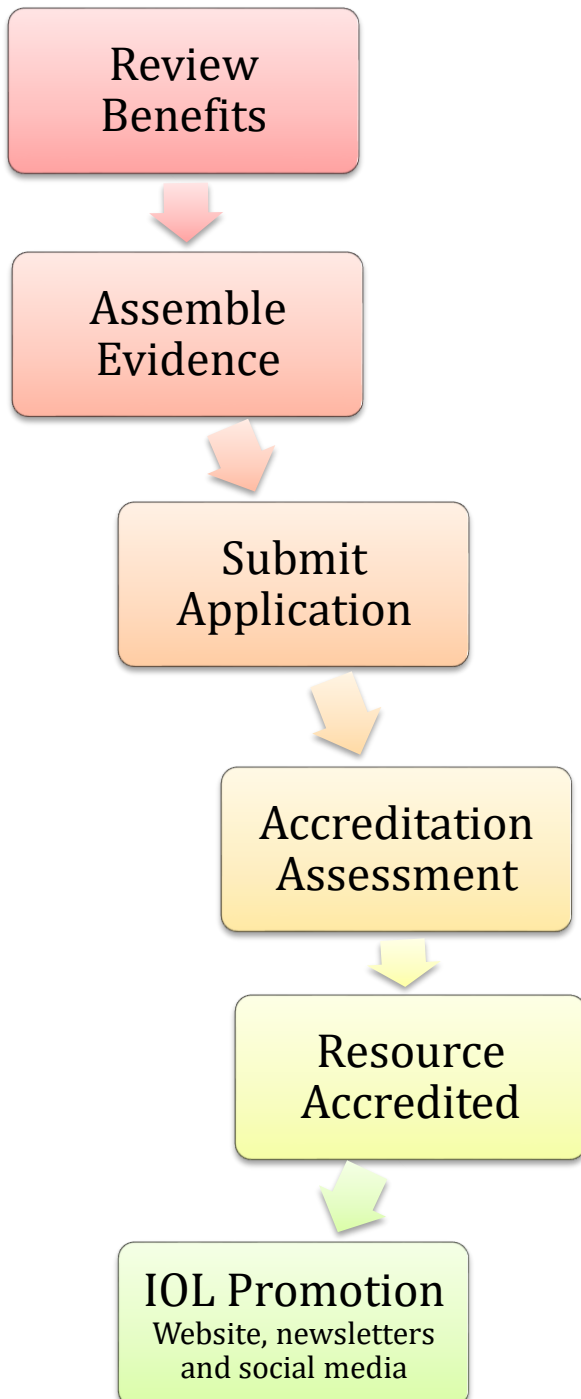 Review
Benefits
Assemble
Evidence
Submit
Application
Accreditation
Assessment
Resource
Accredited
IOL Promotion
Website, newsletters
and social media